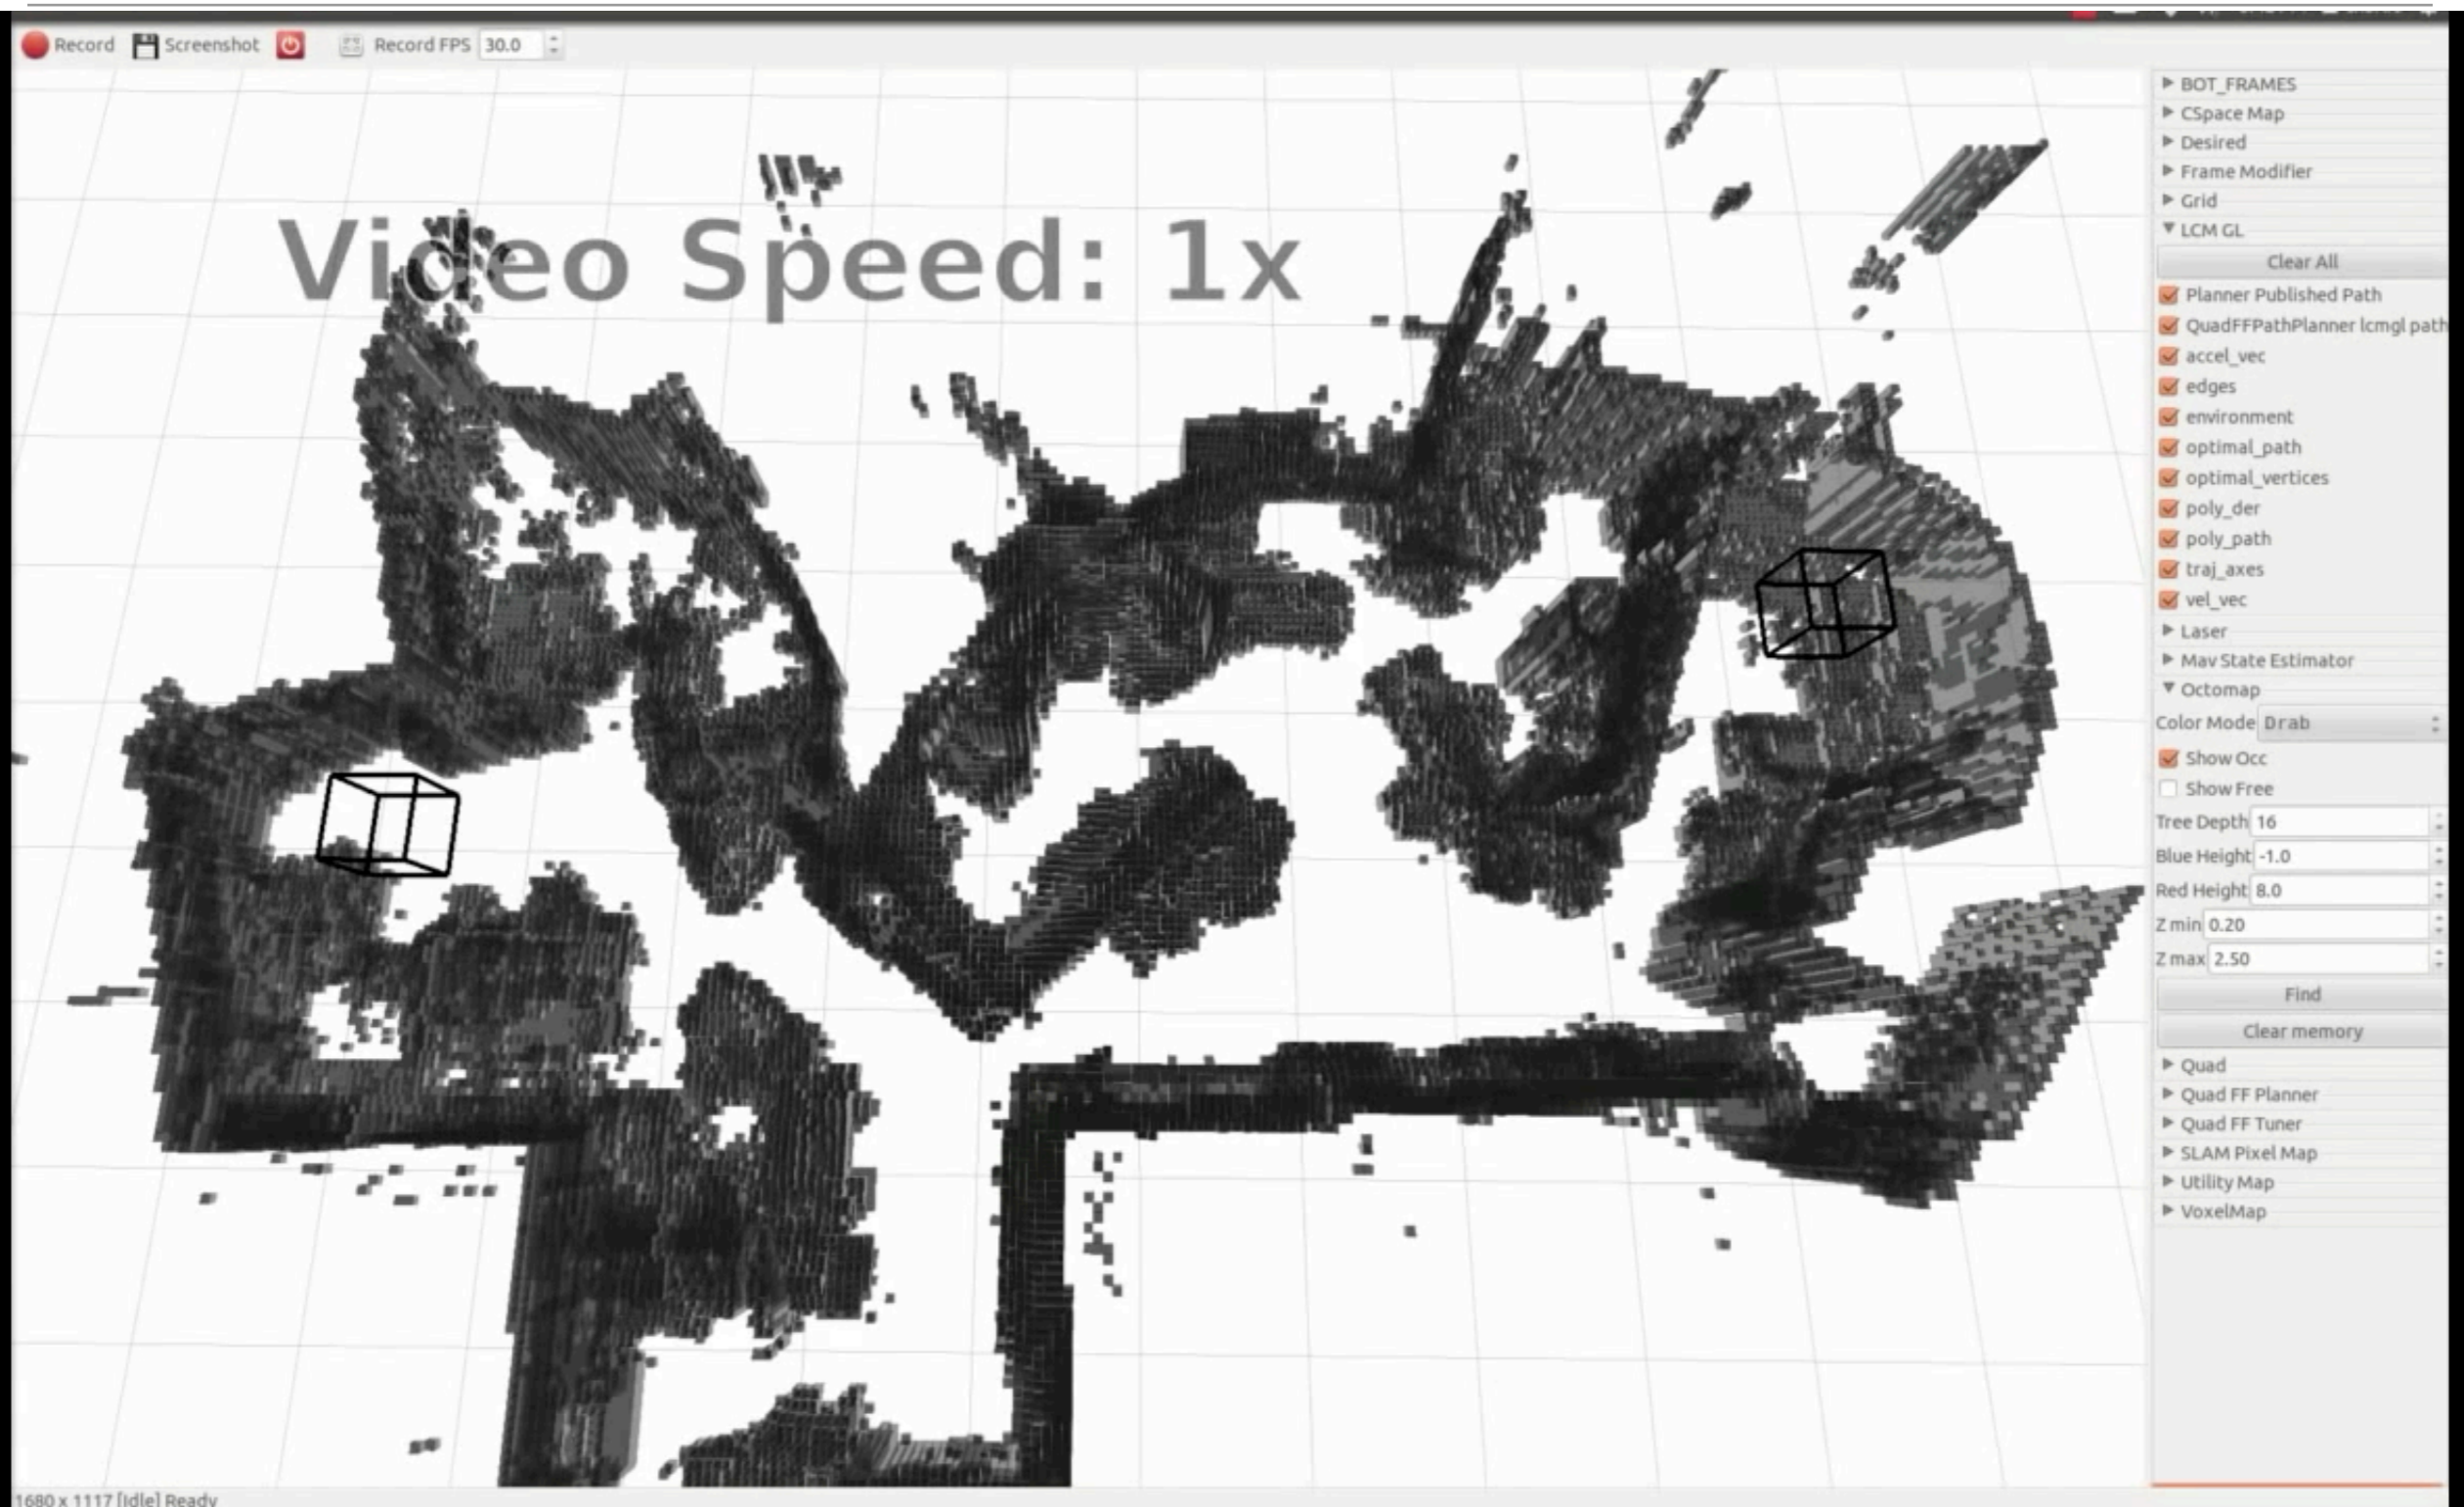 Record Screenshot Record FPS 30.0
Video Speed: 1x
BOT_FRAMES
CSpace Map
Desired
Frame Modifier
Grid
LCM GL
Clear All
Planner Published Path
QuadFFPathPlanner lcmgl path
accel_vec
edges
environment
optimal_path
optimal_vertices
poly_der
poly_path
traj_axes
vel_vec
Laser
Mav State Estimator
Octomap
Color Mode Drab
Show Occ
Show Free
Tree Depth 16
Blue Height -1.0
Red Height 8.0
Z min 0.20
Z max 2.50
Find
Clear memory
Quad
Quad FF Planner
Quad FF Tuner
SLAM Pixel Map
Utility Map
VoxelMap
1680 x 1117 [Idle] Ready